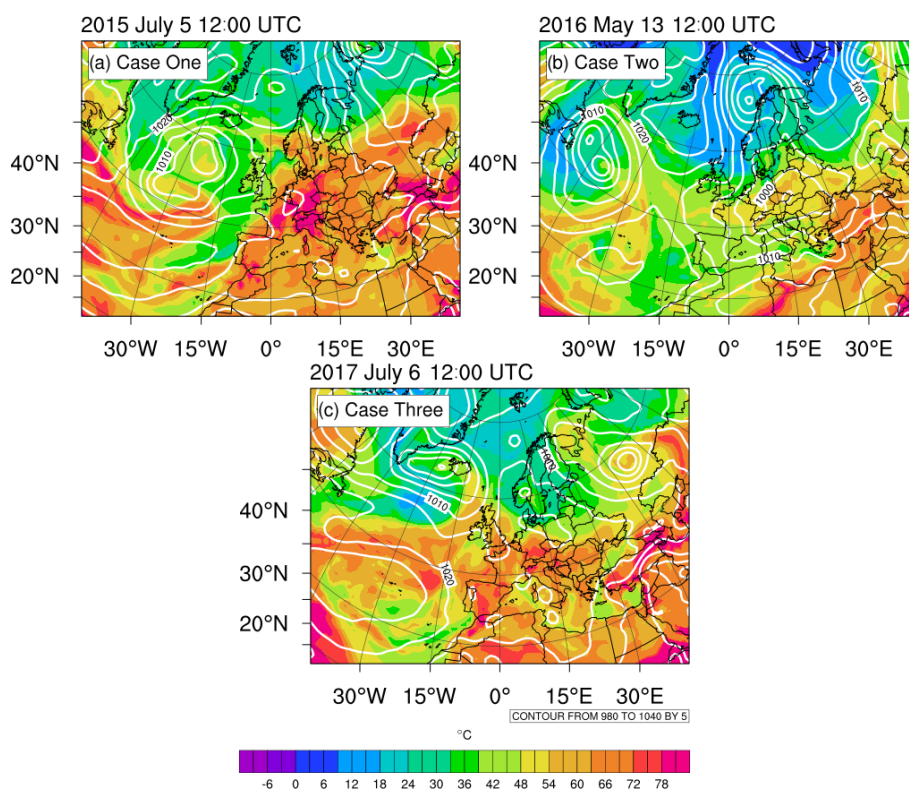 2015 July 5 12:00 UTC
(a) Case One
1020
1010
40°N
30°N
20°N
30°W 15°W 0° 15°E 30°E
2016 May 13 12:00 UTC
(b) Case Two
1010
1020
1010
1000
1010
40°N
30°N
20°N
30°W 15°W 0° 15°E 30°E
2017 July 6 12:00 UTC
(c) Case Three
1000
1010
1020
40°N
30°N
20°N
30°W 15°W 0° 15°E 30°E
CONTOUR FROM 980 TO 1040 BY 5
°C
-6 0 6 12 18 24 30 36 42 48 54 60 66 72 78